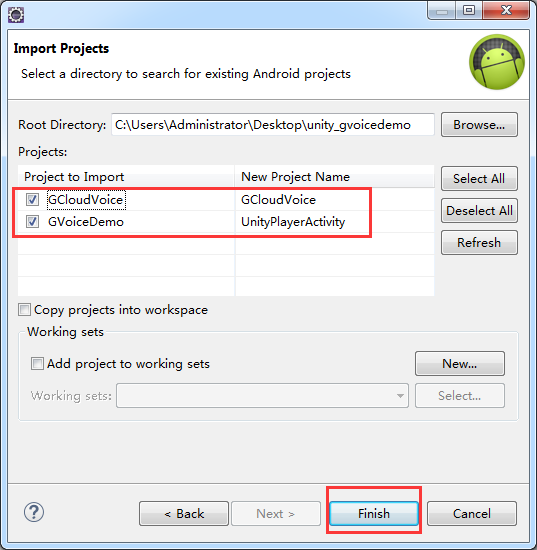 Import Projects
Select a directory to search for existing Android projects
Root Directory: C:\Users\Administrator\Desktop\unity_gvoicedemo Browse...
Projects:
Project to Import New Project Name Select All
GCloudVoice GCloudVoice
GVoiceDemo UnityPlayerActivity Deselect All
Refresh
Copy projects into workspace
Working sets
Add project to working sets New...
Working sets: Select...
? < Back Next > Finish Cancel